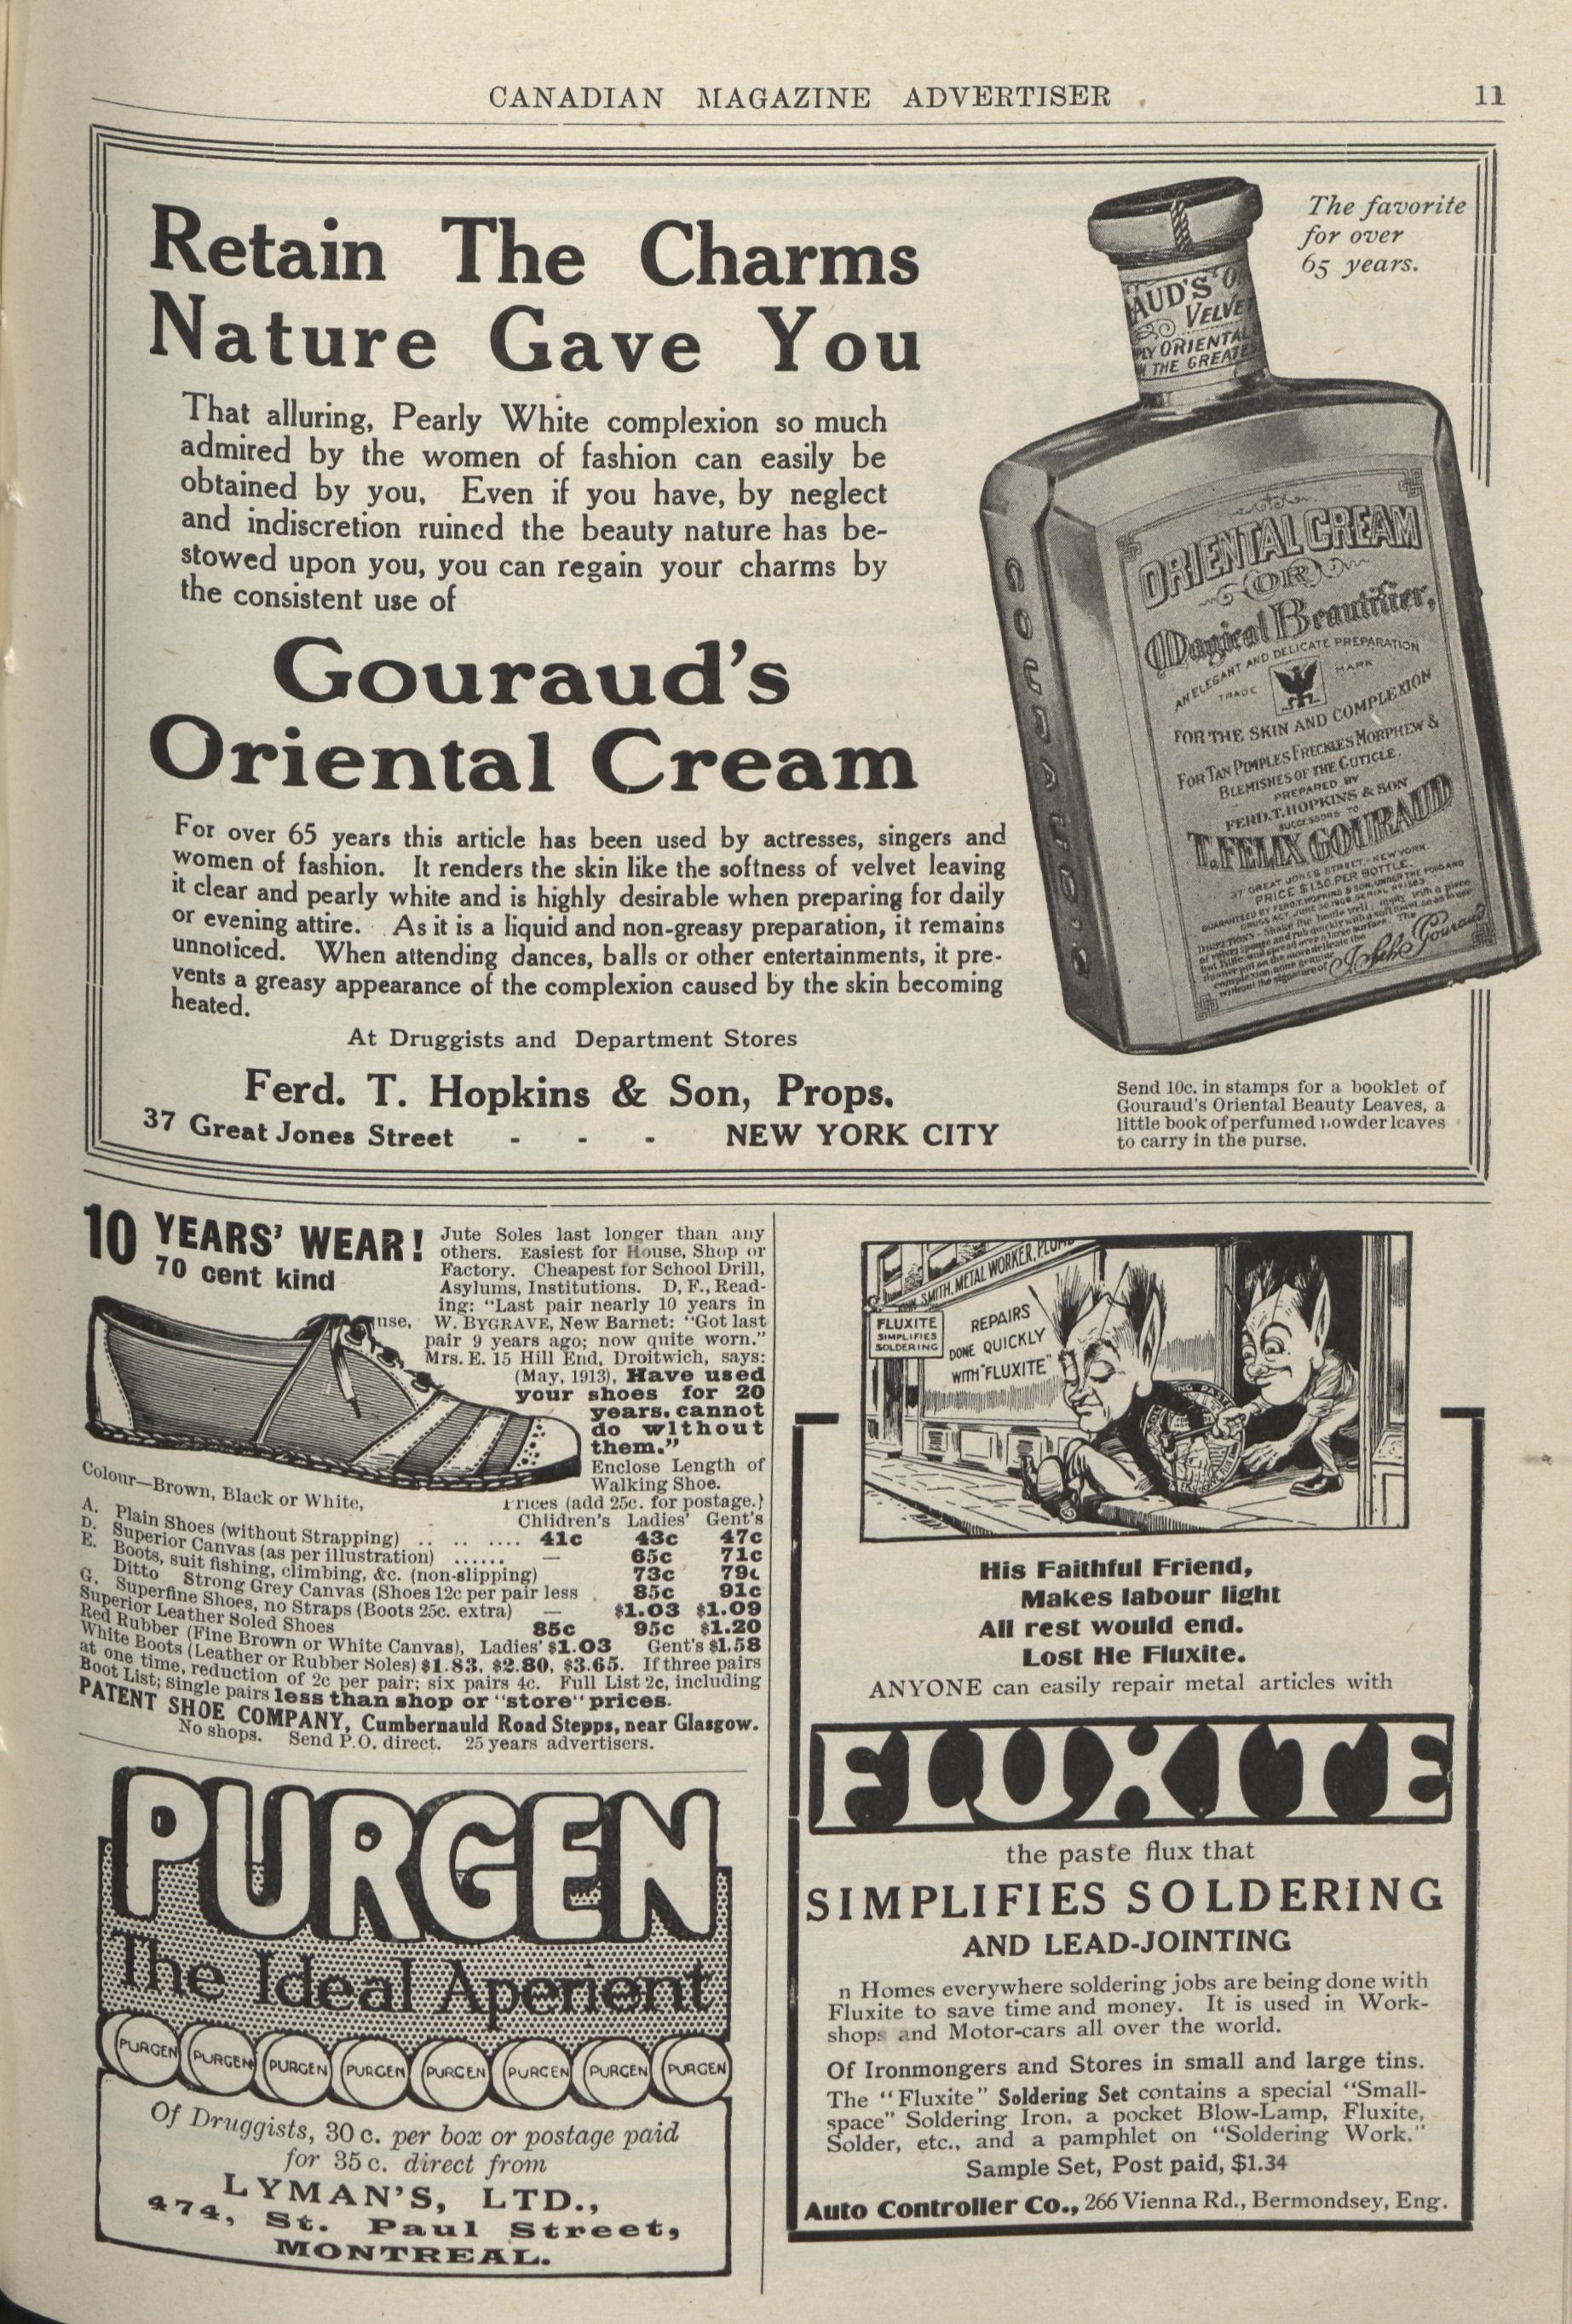 CANADIAN MAGAZINE ADVERTISER
11
Retain The Charms
Nature Gave You
That alluring, Pearly White complexion so much
admired by the women of fashion can easily be
obtained by you, Even if you have, by neglect
and indiscretion ruined the beauty nature has be-
stowed upon you, you can regain your charms by
the consistent use of
Gouraud's
Oriental Cream
For over 65 years this article has been used by actresses, singers and
women of fashion. It renders the skin like the softness of velvet leaving
it clear and pearly white and is highly desirable when preparing for daily
or evening attire. As it is a liquid and non-greasy preparation, it remains
unnoticed. When attending dances, balls or other entertainments, it pre-
vents a greasy appearance of the complexion caused by the skin becoming
heated.
At Druggists and Department Stores
Ferd. T. Hopkins & Son, Props.
37 Great Jones Street - - - NEW YORK CITY
The favorite
for over
65 years.
AUD'S O
VELVE
PLY ORIENTAL
THE GREATE
GOURAUD'S
ORIENTAL CREAM
OR
Magical Beautifier,
AN ELEGANT AND DELICATE PREPARATION
TRADE MARK
FOR THE SKIN AND COMPLEXION
FOR TAN PIMPLES FRECKLES MORPHEW &
BLEMISHES OF THE CUTICLE.
PREPARED BY
FERD. T. HOPKINS & SON
SUCCESSORS TO
T. FELIX GOURAUD
37 GREAT JONES STREET.-NEW YORK.
PRICE $1.50 PER BOTTLE.
Send 10c. in stamps for a booklet of
Gouraud's Oriental Beauty Leaves, a
little book of perfumed powder leaves
to carry in the purse.
10 YEARS' WEAR!
70 cent kind
Jute Soles last longer than any
others. Easiest for House, Shop or
Factory. Cheapest for School Drill,
Asylums, Institutions. D, F., Read-
ing: "Last pair nearly 10 years in
use, W. BYGRAVE, New Barnet: "Got last
pair 9 years ago; now quite worn."
Mrs. E. 15 Hill End, Droitwich, says:
(May, 1913), Have used
your shoes for 20
years, cannot
do without
them."
Enclose Length of
Walking Shoe.
Colour—Brown, Black or White,
Prices (add 25c. for postage.)
Children's Ladies' Gent's
A. Plain Shoes (without Strapping) .. .. .... 41c 43c 47c
D. Superior Canvas (as per illustration) ...... — 65c 71c
E. Boots, suit fishing, climbing, &c. (non-slipping) 73c 79c
Ditto Strong Grey Canvas (Shoes 12c per pair less . 85c 91c
G. Superfine Shoes, no Straps (Boots 25c. extra) — $1.03 $1.09
Superior Leather Soled Shoes 85c 95c $1.20
Red Rubber (Fine Brown or White Canvas), Ladies' $1.03 Gent's $1.58
White Boots (Leather or Rubber Soles) $1.83, $2.80, $3.65. If three pairs
at one time, reduction of 2c per pair; six pairs 4c. Full List 2c, including
Boot List; single pairs less than shop or "store" prices.
PATENT SHOE COMPANY, Cumbernauld Road Stepps, near Glasgow.
No shops. Send P.O. direct. 25 years advertisers.
PURGEN
The Ideal Aperient
PURGEN PURGEN PURGEN PURGEN PURGEN PURGEN PURGEN PURGEN
Of Druggists, 30 c. per box or postage paid
for 35 c. direct from
LYMAN'S, LTD.,
474, St. Paul Street,
MONTREAL.
JOHN SMITH, METAL WORKER, PLUMB
FLUXITE
SIMPLIFIES
SOLDERING
REPAIRS
DONE QUICKLY
WITH "FLUXITE"
His Faithful Friend,
Makes labour light
All rest would end.
Lost He Fluxite.
ANYONE can easily repair metal articles with
FLUXITE
the paste flux that
SIMPLIFIES SOLDERING
AND LEAD-JOINTING
n Homes everywhere soldering jobs are being done with
Fluxite to save time and money. It is used in Work-
shops and Motor-cars all over the world.
Of Ironmongers and Stores in small and large tins.
The "Fluxite" Soldering Set contains a special "Small-
space" Soldering Iron, a pocket Blow-Lamp, Fluxite,
Solder, etc., and a pamphlet on "Soldering Work."
Sample Set, Post paid, $1.34
Auto Controller Co., 266 Vienna Rd., Bermondsey, Eng.